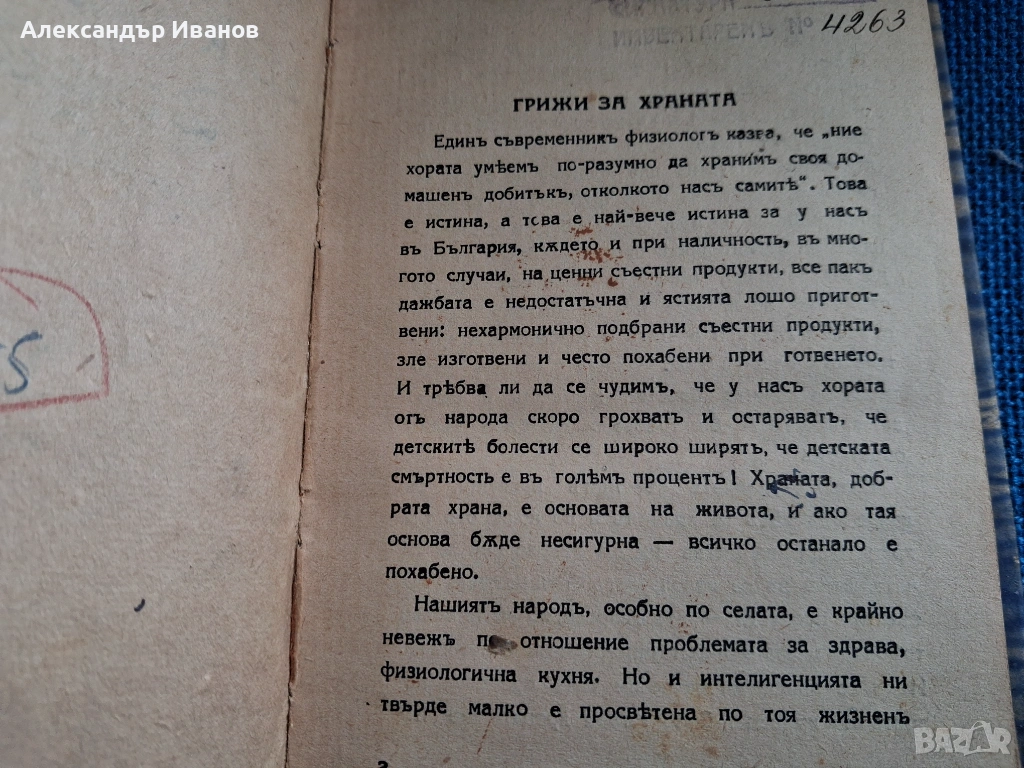 Александър Иванов
ИНВЕНТАРЕНЪ № 4263
55
ГРИЖИ ЗА ХРАНАТА
Единъ съвременникъ физиологъ казва, че „ние
хората умѣемъ по-разумно да хранимъ своя до-
машенъ добитъкъ, отколкото насъ самитѣ“. Това
е истина, а това е най-вече истина за у насъ
въ България, кѫдето и при наличность, въ мно-
гото случаи, на ценни съестни продукти, все пакъ
дажбата е недостатъчна и ястията лошо пригот-
вени: нехармонично подбрани съестни продукти,
зле изготвени и често похабени при готвенето.
И трѣбва ли да се чудимъ, че у насъ хората
отъ народа скоро грохватъ и остаряватъ, че
детскитѣ болести се широко ширятъ, че детската
смъртность е въ голѣмъ процентъ! Храната, доб-
рата храна, е основата на живота, и ако тая
основа бѫде несигурна — всичко останало е
похабено.
Нашиятъ народъ, особно по селата, е крайно
невежъ по отношение проблемата за здрава,
физиологична кухня. Но и интелигенцията ни
твърде малко е просвѣтена по тоя жизненъ
BAZAR